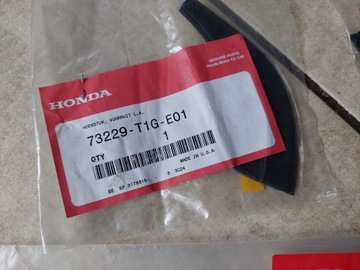 GENUINE PARTS
Honda Motor Co., Ltd.
HONDA
HOEKSTUK, VOORRUIT L.A.
73229-T1G-E01
QTY 1
MADE IN U.S.A